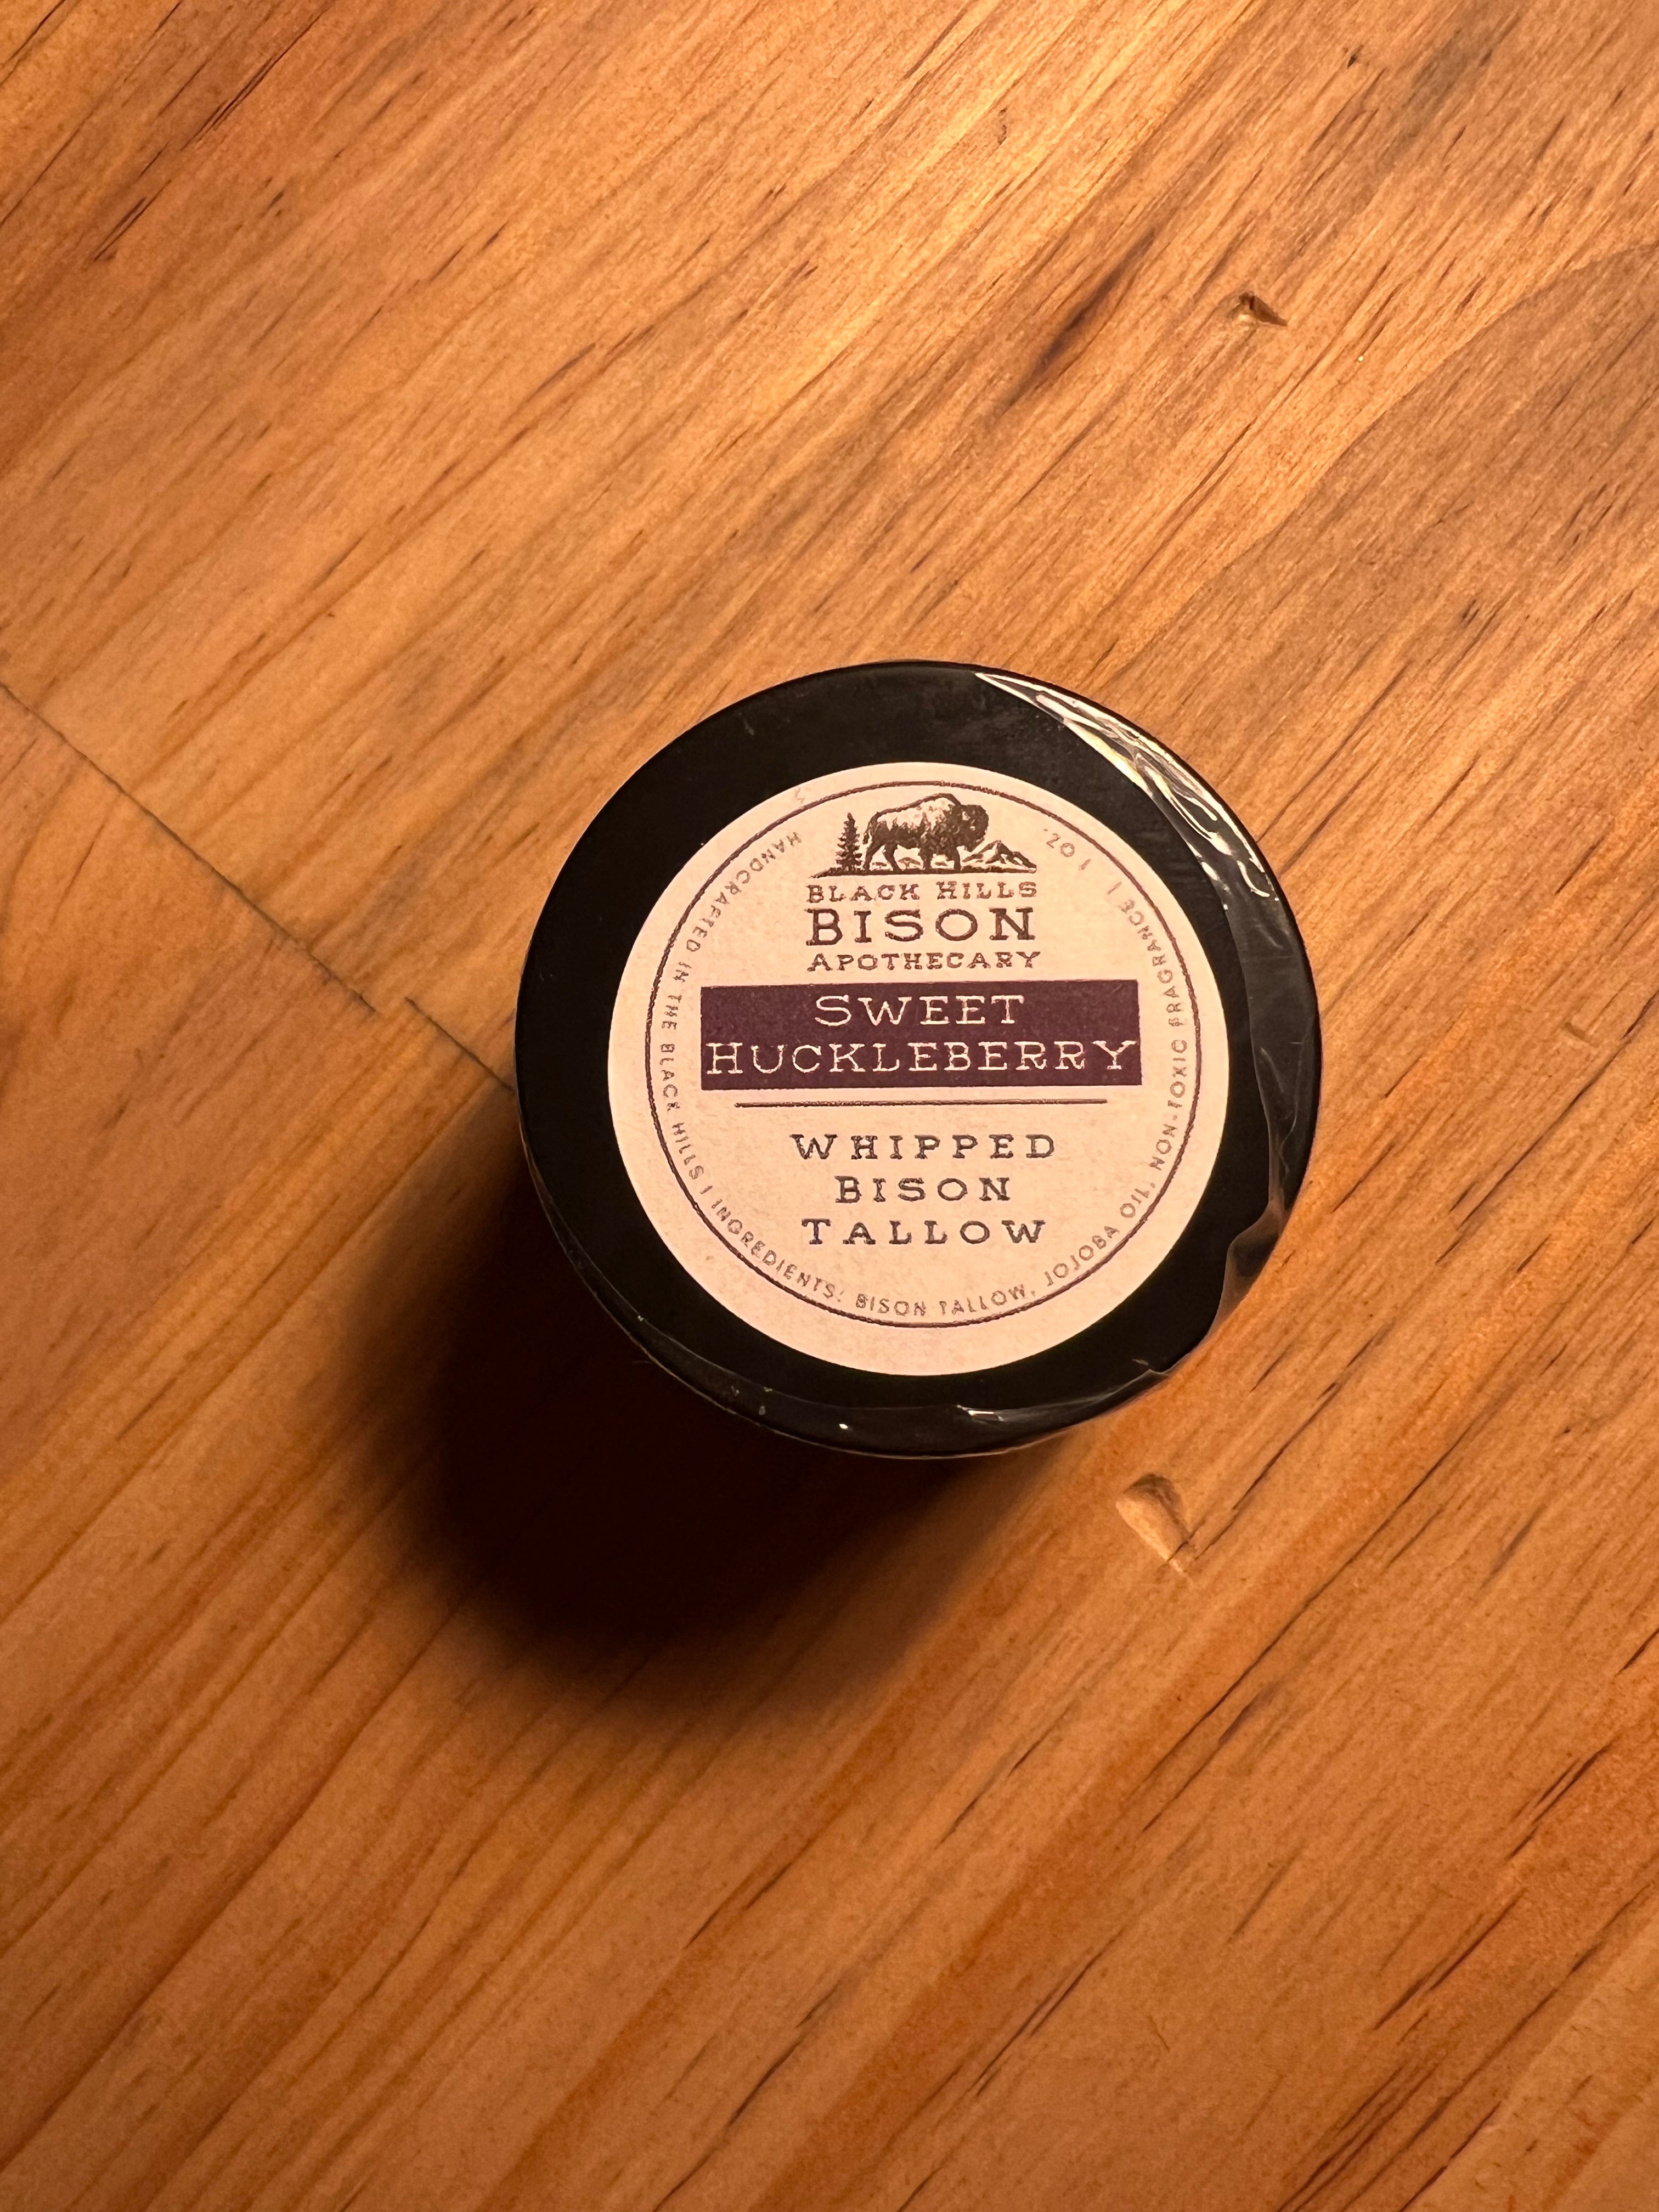 BLACK HILLS
BISON
APOTHECARY
SWEET
HUCKLEBERRY
WHIPPED
BISON
TALLOW
HANDCRAFTED IN THE BLACK HILLS | INGREDIENTS: BISON TALLOW, JOJOBA OIL, NON-TOXIC FRAGRANCE | 1 OZ.